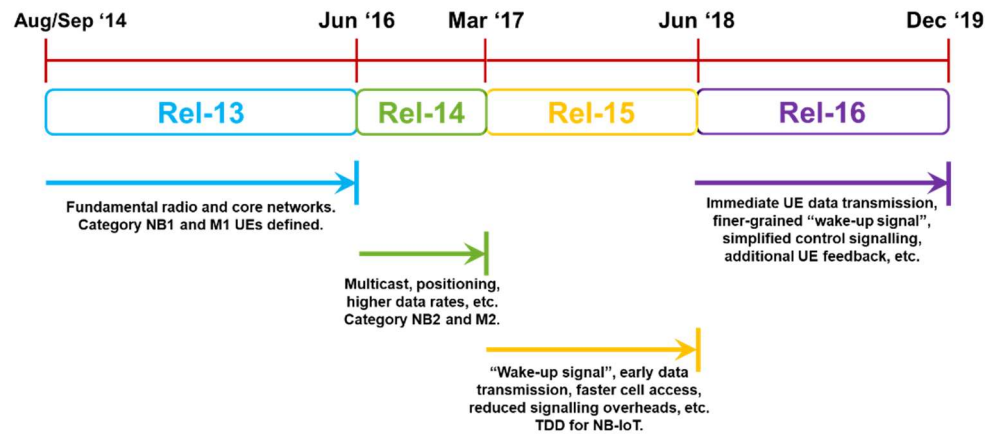 Aug/Sep ‘14
Jun ‘16
Mar ‘17
Jun ‘18
Dec ‘19
Rel-13
Rel-14
Rel-15
Rel-16
Fundamental radio and core networks.
Category NB1 and M1 UEs defined.
Immediate UE data transmission,
finer-grained “wake-up signal”,
simplified control signalling,
additional UE feedback, etc.
Multicast, positioning,
higher data rates, etc.
Category NB2 and M2.
“Wake-up signal”, early data
transmission, faster cell access,
reduced signalling overheads, etc.
TDD for NB-IoT.